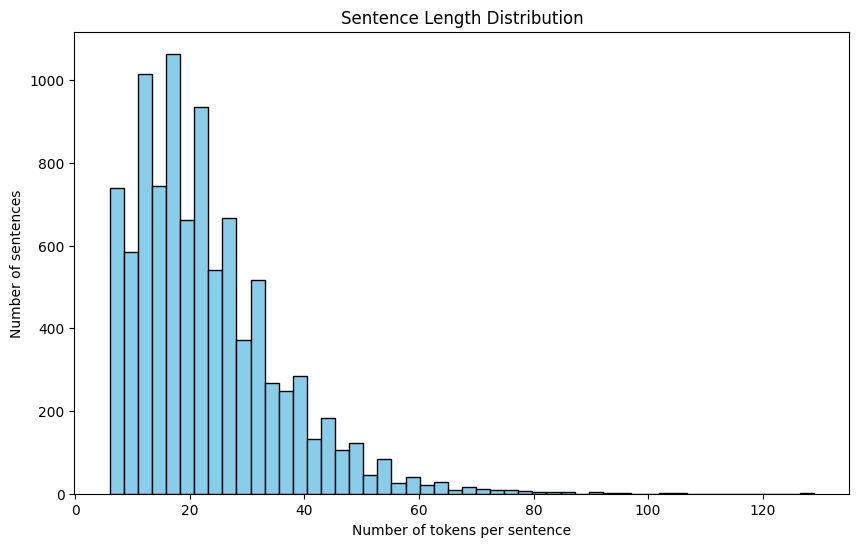 Sentence Length Distribution
Number of sentences
1000
800
600
400
200
0
0 20 40 60 80 100 120
Number of tokens per sentence